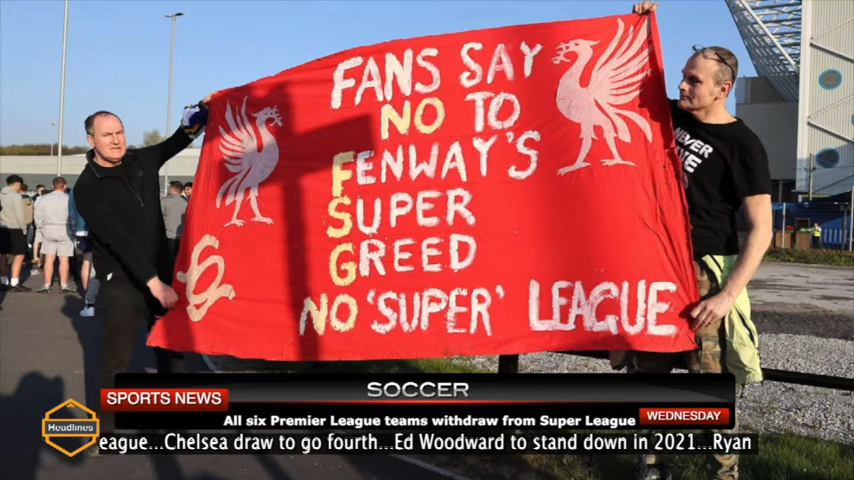 FANS SAY
NO TO
FENWAY'S
SUPER
GREED
NO 'SUPER' LEAGUE
NEVER
SOCCER
SPORTS NEWS
All six Premier League teams withdraw from Super League
WEDNESDAY
Headlines
eague...Chelsea draw to go fourth...Ed Woodward to stand down in 2021...Ryan